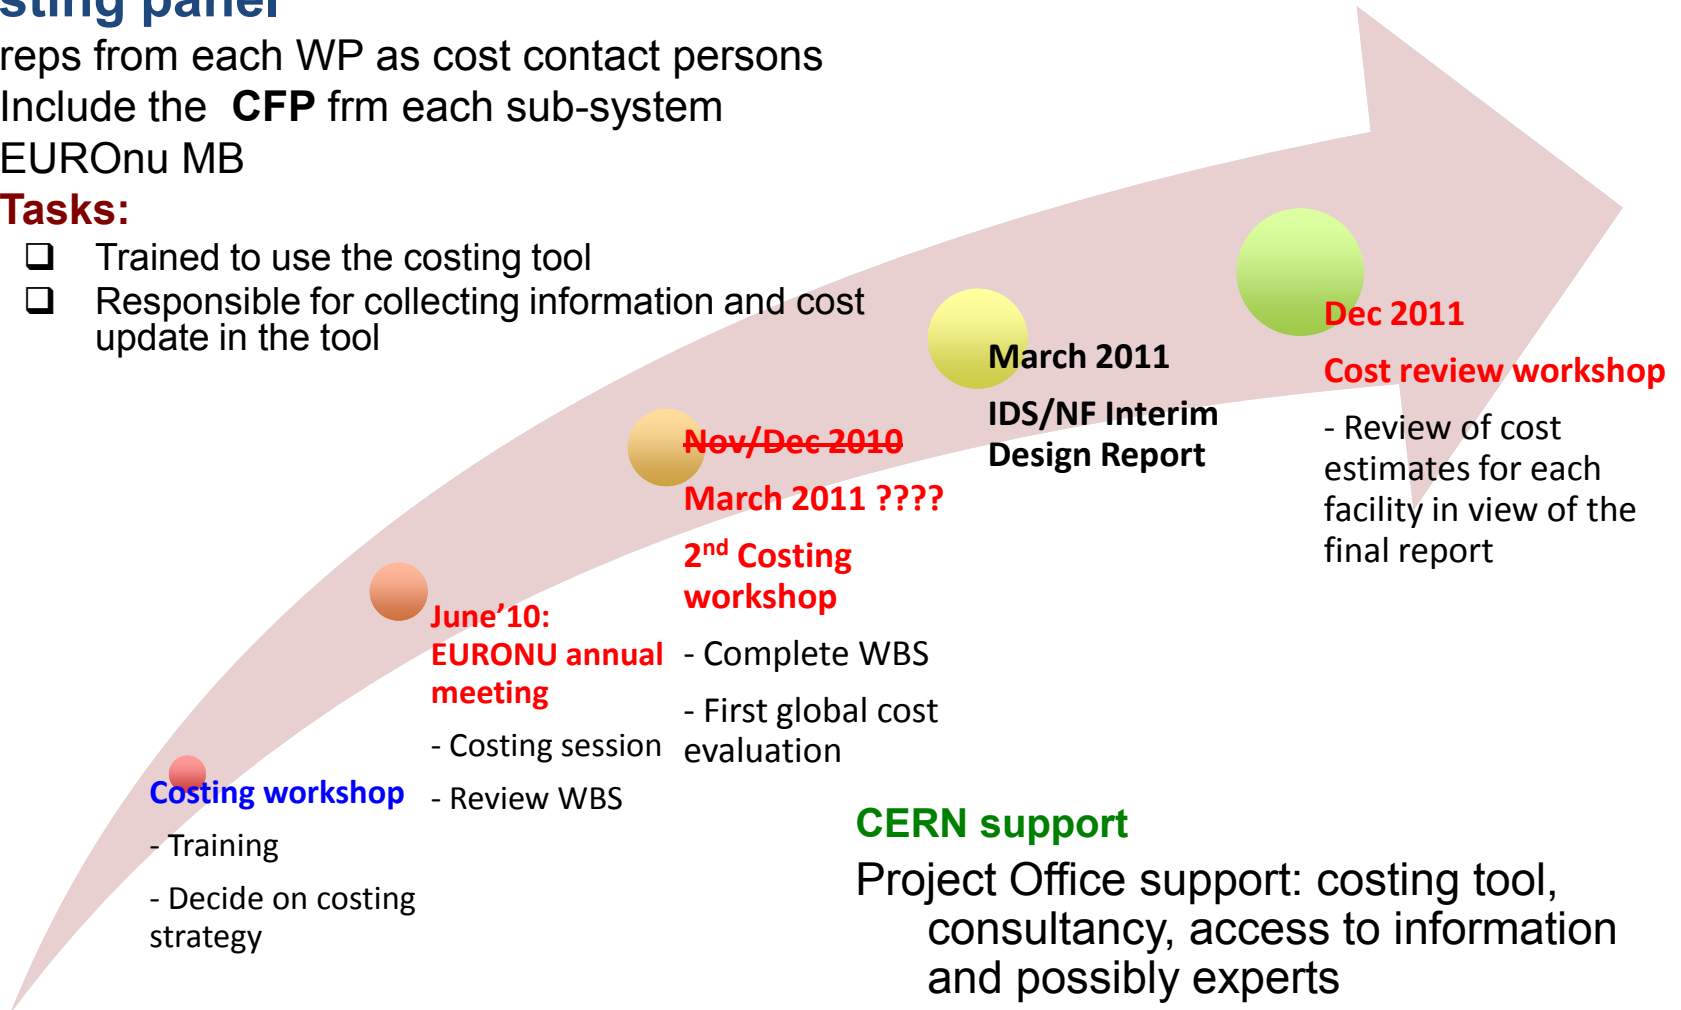 sting panel
reps from each WP as cost contact persons
Include the CFP frm each sub-system
EUROnu MB
Tasks:
❑ Trained to use the costing tool
❑ Responsible for collecting information and cost
update in the tool
Costing workshop
- Training
- Decide on costing
strategy
June’10:
EURONU annual
meeting
- Costing session
- Review WBS
Nov/Dec 2010
March 2011 ????
2nd Costing
workshop
- Complete WBS
- First global cost
evaluation
March 2011
IDS/NF Interim
Design Report
Dec 2011
Cost review workshop
- Review of cost
estimates for each
facility in view of the
final report
CERN support
Project Office support: costing tool,
consultancy, access to information
and possibly experts